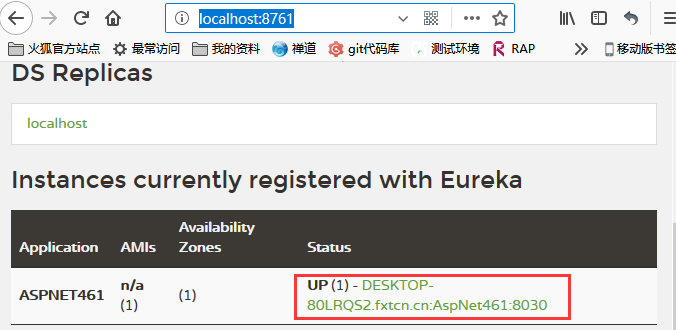 localhost:8761
火狐官方站点 最常访问 我的资料 禅道 git代码库 测试环境 RAP 移动版书签
DS Replicas
localhost
Instances currently registered with Eureka
Availability
Application AMIs Zones Status
n/a UP (1) - DESKTOP-
ASPNET461 (1) (1) 80LRQS2.fxtcn.cn:AspNet461:8030